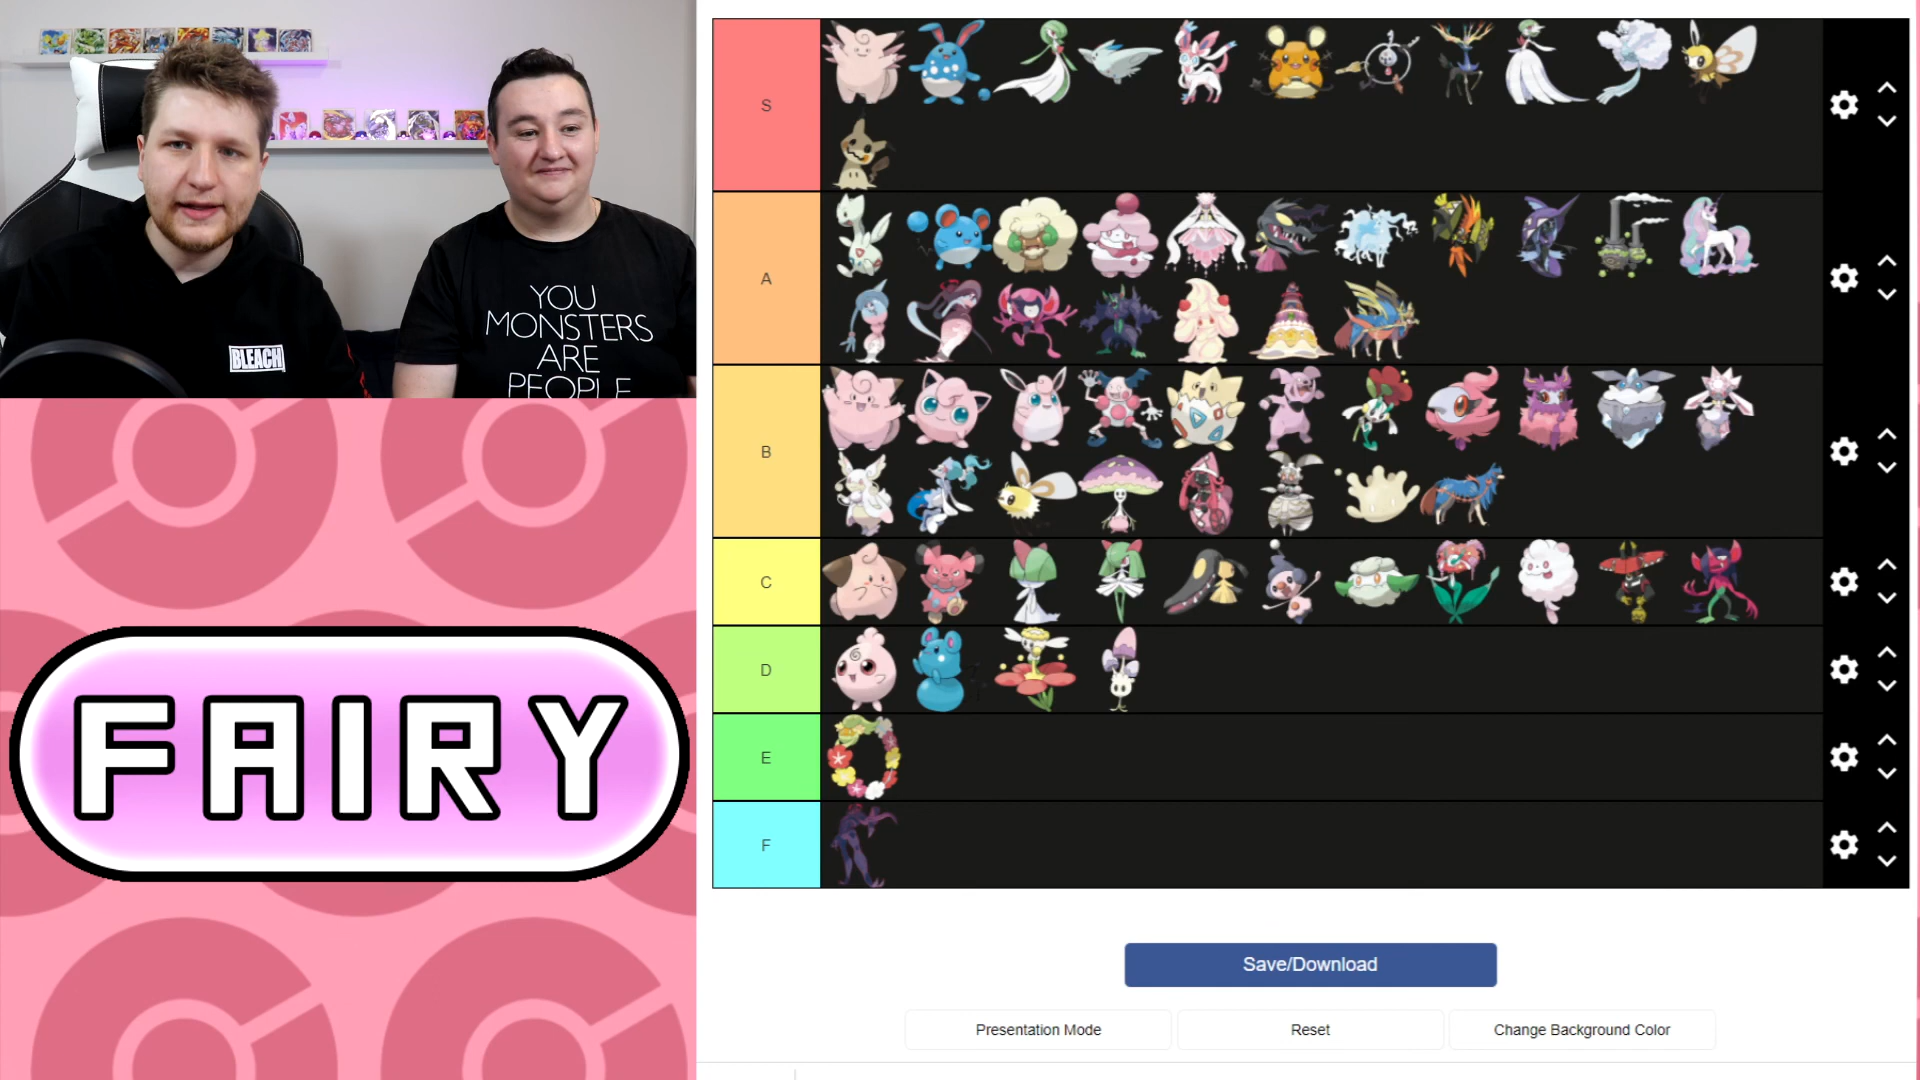 BLEACH
YOU
MONSTERS
ARE
PEOPLE
FAIRY
S
A
B
C
D
E
F
Save/Download
Presentation Mode
Reset
Change Background Color